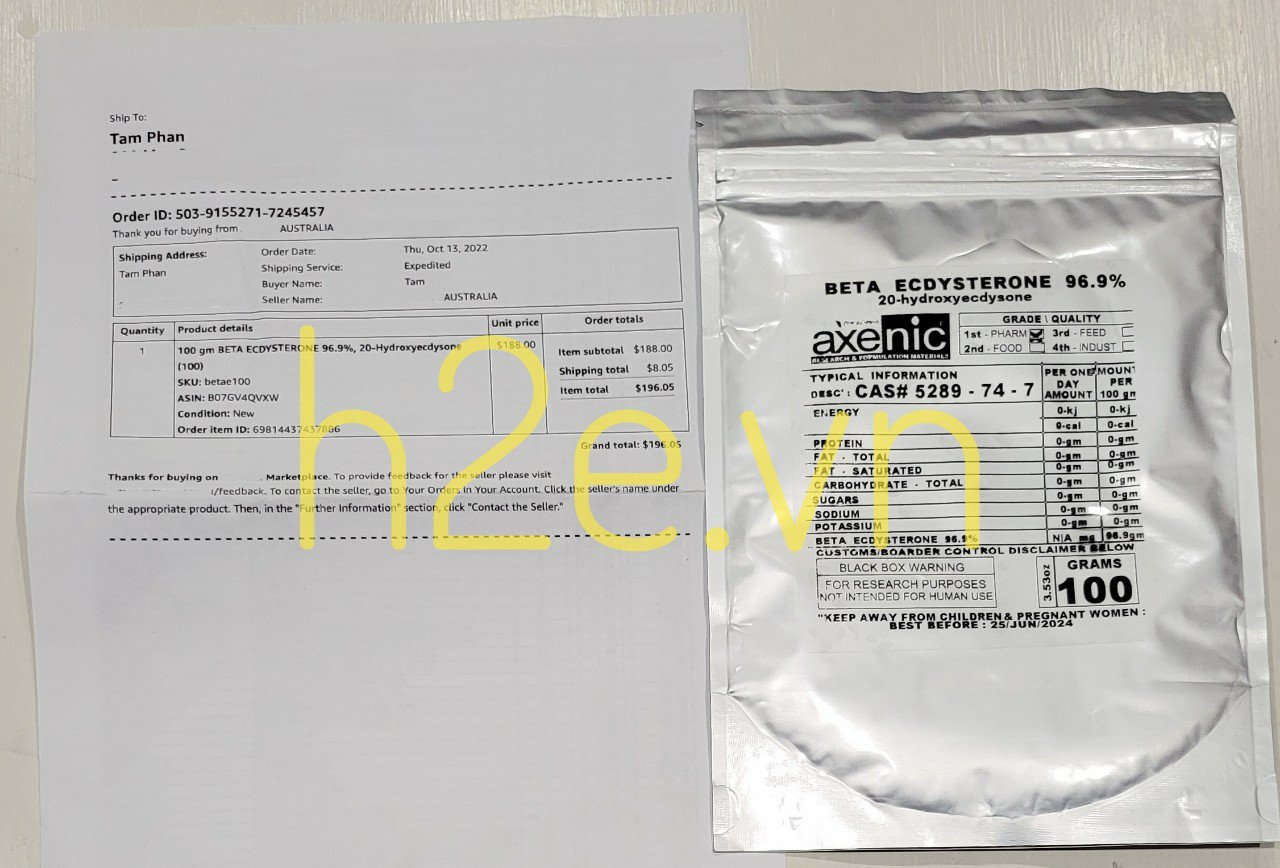 Ship To:
Tam Phan
Order ID: 503-9155271-7245457
Thank you for buying from AUSTRALIA
Shipping Address:
Tam Phan
Order Date: Thu, Oct 13, 2022
Shipping Service: Expedited
Buyer Name: Tam
Seller Name: AUSTRALIA
Quantity Product details Unit price Order totals
1 100 gm BETA ECDYSTERONE 96.9%, 20-Hydroxyecdysone $188.00
(100)
SKU: betae100
ASIN: B07GV4QVXW
Condition: New
Order item ID: 69814437437886
Item subtotal $188.00
Shipping total $8.05
Item total $196.05
Grand total: $196.05
Thanks for buying on Marketplace. To provide feedback for the seller please visit
/feedback. To contact the seller, go to Your Orders in Your Account. Click the seller's name under
the appropriate product. Then, in the "Further Information" section, click "Contact the Seller."
h2e.vn
BETA ECDYSTERONE 96.9%
20-hydroxyecdysone
axenic
RESEARCH & FORMULATION MATERIALS
GRADE \ QUALITY
1st - PHARM 3rd - FEED
2nd - FOOD 4th - INDUST
TYPICAL INFORMATION
DESC': CAS# 5289 - 74 - 7
PER ONE DAY AMOUNT
MOUNT PER 100 gm
ENERGY 0-kj 0-kj
0-cal 0-cal
PROTEIN 0-gm 0-gm
FAT - TOTAL 0-gm 0-gm
FAT - SATURATED 0-gm 0-gm
CARBOHYDRATE - TOTAL 0-gm 0-gm
SUGARS 0-gm 0-gm
SODIUM 0-gm 0-gm
POTASSIUM 0-gm 0-gm
BETA ECDYSTERONE 96.9% N/A mg 96.9gm
CUSTOMS/BOARDER CONTROL DISCLAIMER BELOW
BLACK BOX WARNING
FOR RESEARCH PURPOSES
NOT INTENDED FOR HUMAN USE
3.53oz
GRAMS
100
"KEEP AWAY FROM CHILDREN & PREGNANT WOMEN :
BEST BEFORE : 25/JUN/2024